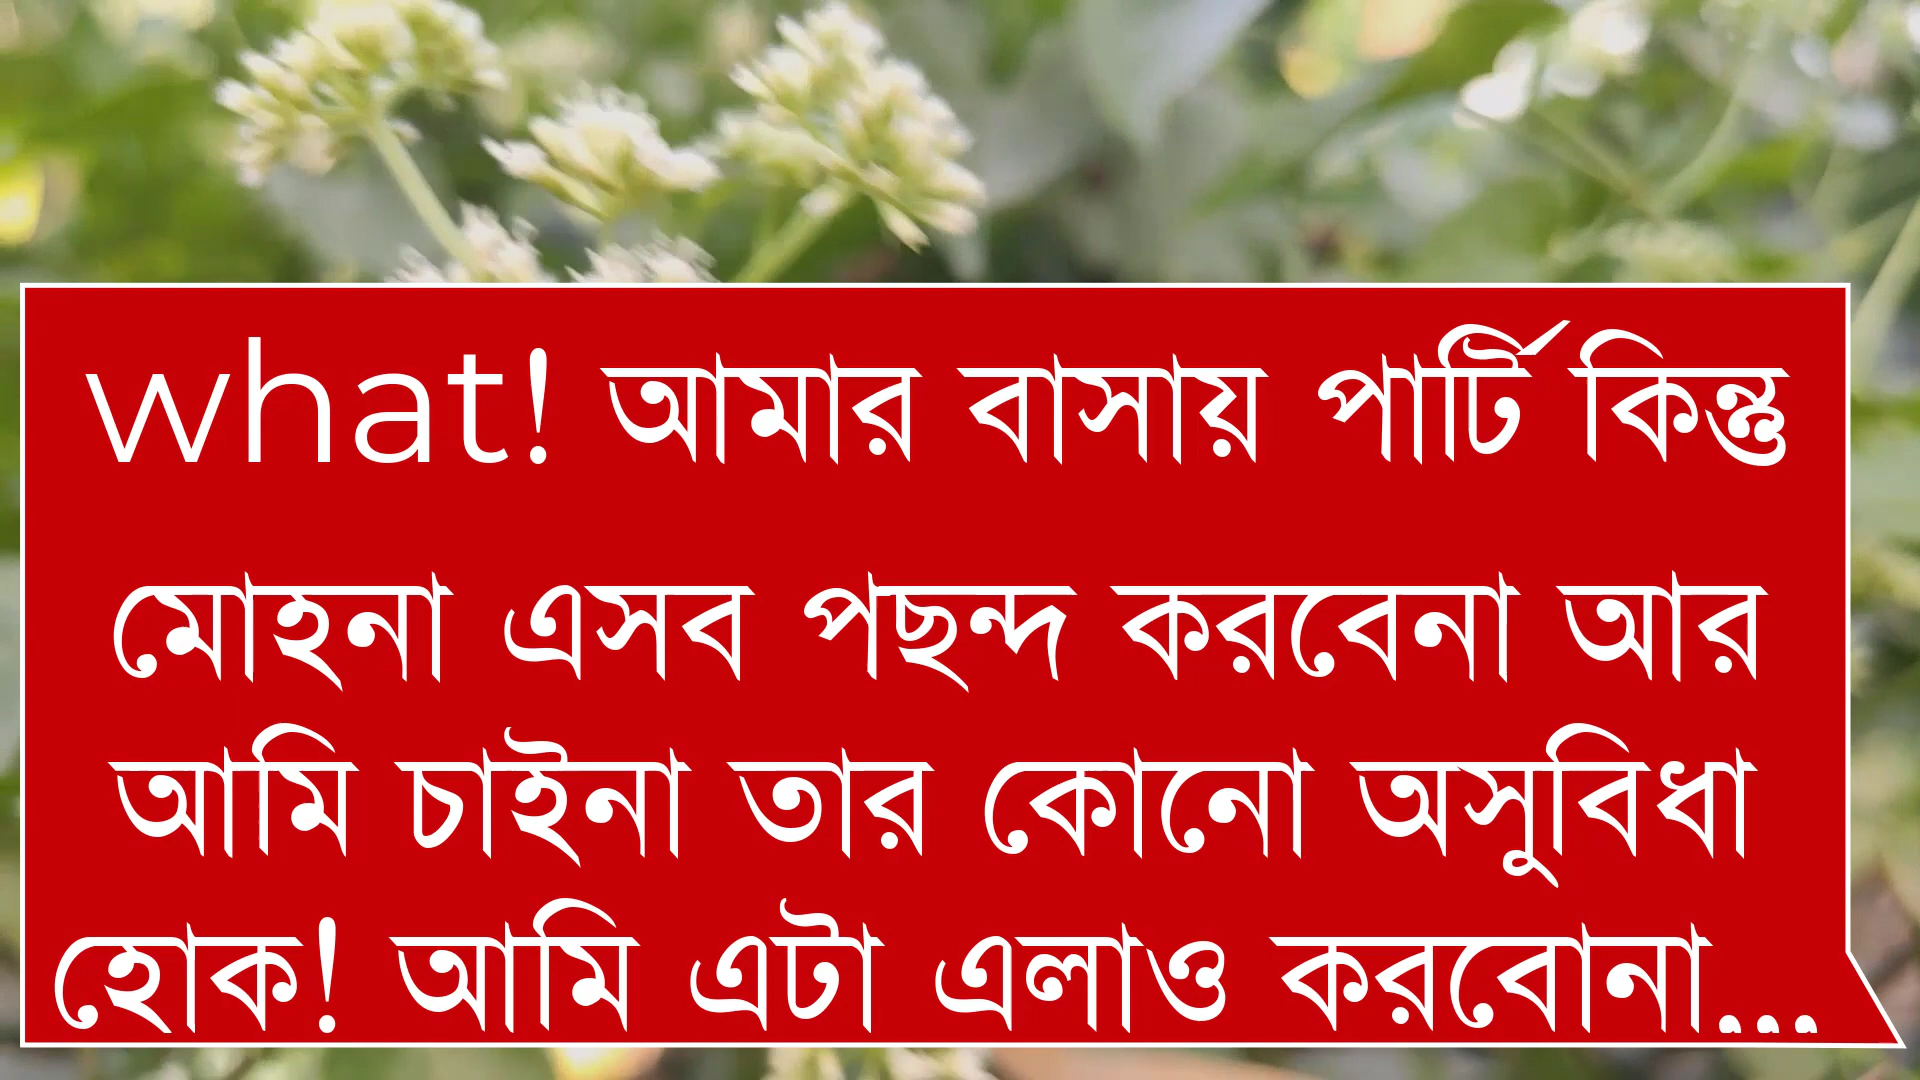 what! আমার বাসায় পার্টি কিন্তু
মোহনা এসব পছন্দ করবেনা আর
আমি চাইনা তার কোনো অসুবিধা
হোক! আমি এটা এলাও করবোনা...